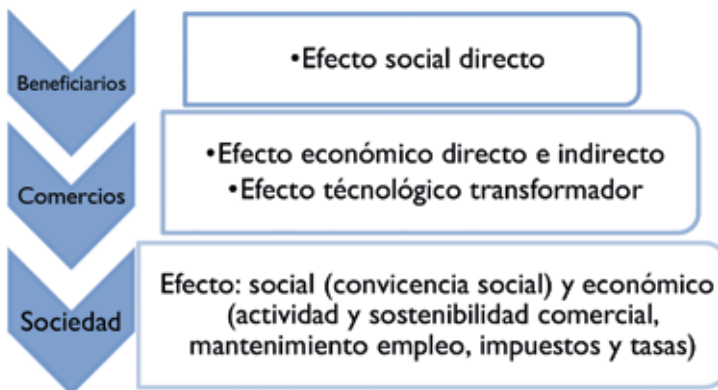 Beneficiarios
•Efecto social directo
Comercios
•Efecto económico directo e indirecto
•Efecto técnológico transformador
Sociedad
Efecto: social (convicencia social) y económico
(actividad y sostenibilidad comercial,
mantenimiento empleo, impuestos y tasas)